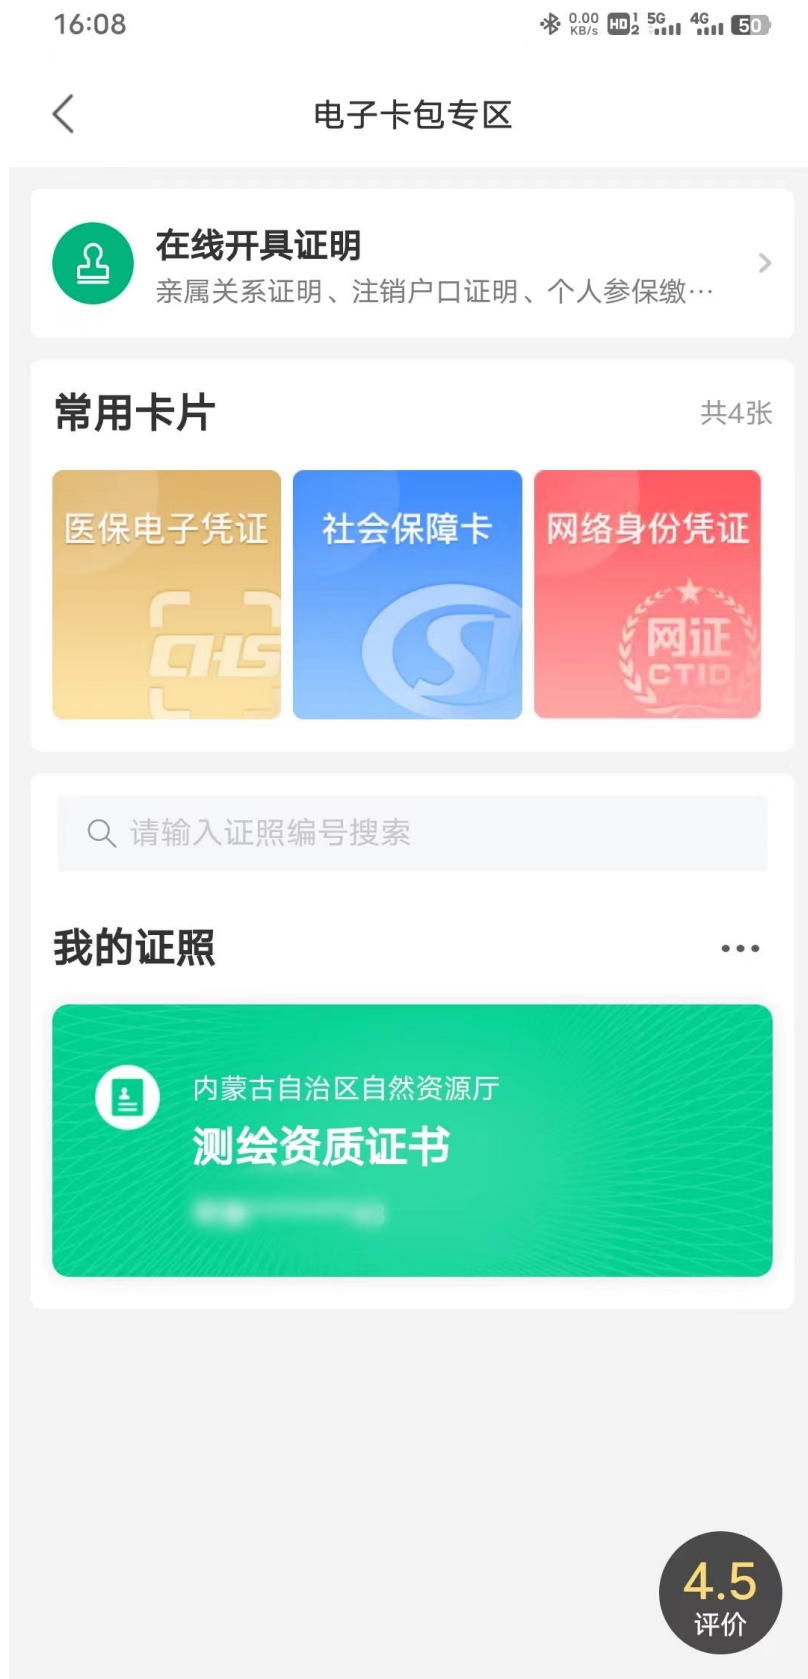 16:08
0.00 KB/s HD 1 2 5G 4G 50
电子卡包专区
在线开具证明
亲属关系证明、注销户口证明、个人参保缴…
常用卡片
共4张
医保电子凭证 社会保障卡 网络身份凭证
CHS SI 网证
CTID
请输入证照编号搜索
我的证照
内蒙古自治区自然资源厅
测绘资质证书
4.5
评价